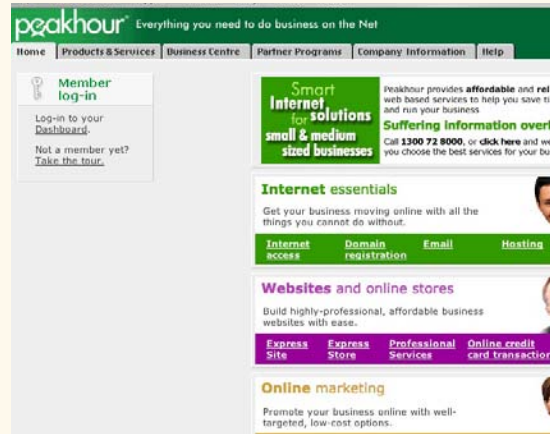 peakhour Everything you need to do business on the Net
Home Products & Services Business Centre Partner Programs Company Information Help
Member
log-in
Log-in to your
Dashboard.
Not a member yet?
Take the tour.
Smart
Internet
for solutions
small & medium
sized businesses
Peakhour provides affordable and rel
web based services to help you save ti
and run your business
Suffering information overl
Call 1300 72 8000, or click here and we
you choose the best services for your bu
Internet essentials
Get your business moving online with all the
things you cannot do without.
Internet access
Domain registration
Email
Hosting
Websites and online stores
Build highly-professional, affordable business
websites with ease.
Express Site
Express Store
Professional Services
Online credit card transaction
Online marketing
Promote your business online with well-
targeted, low-cost options.